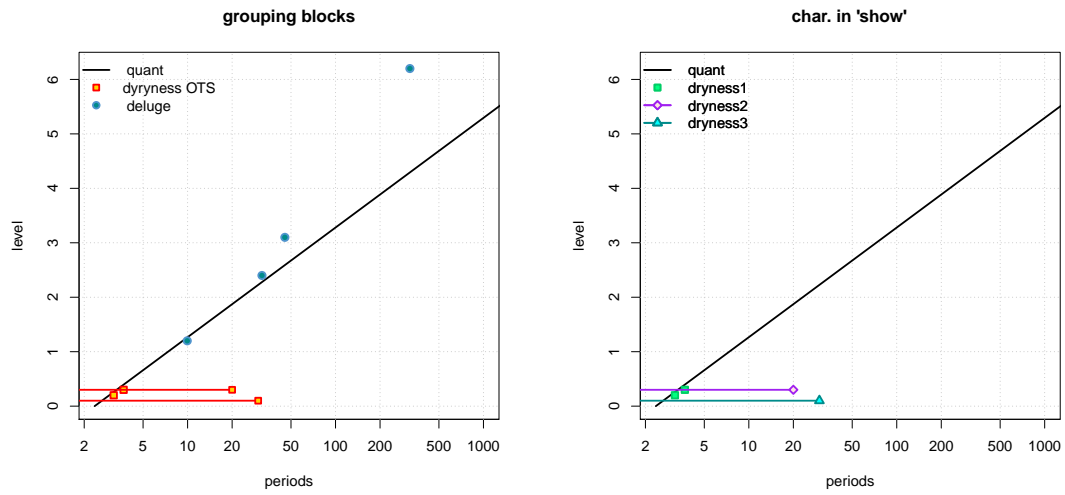 grouping blocks
quant
dyryness OTS
deluge
level
0
1
2
3
4
5
6
2 5 10 20 50 100 200 500 1000
periods
char. in 'show'
quant
dryness1
dryness2
dryness3
level
0
1
2
3
4
5
6
2 5 10 20 50 100 200 500 1000
periods